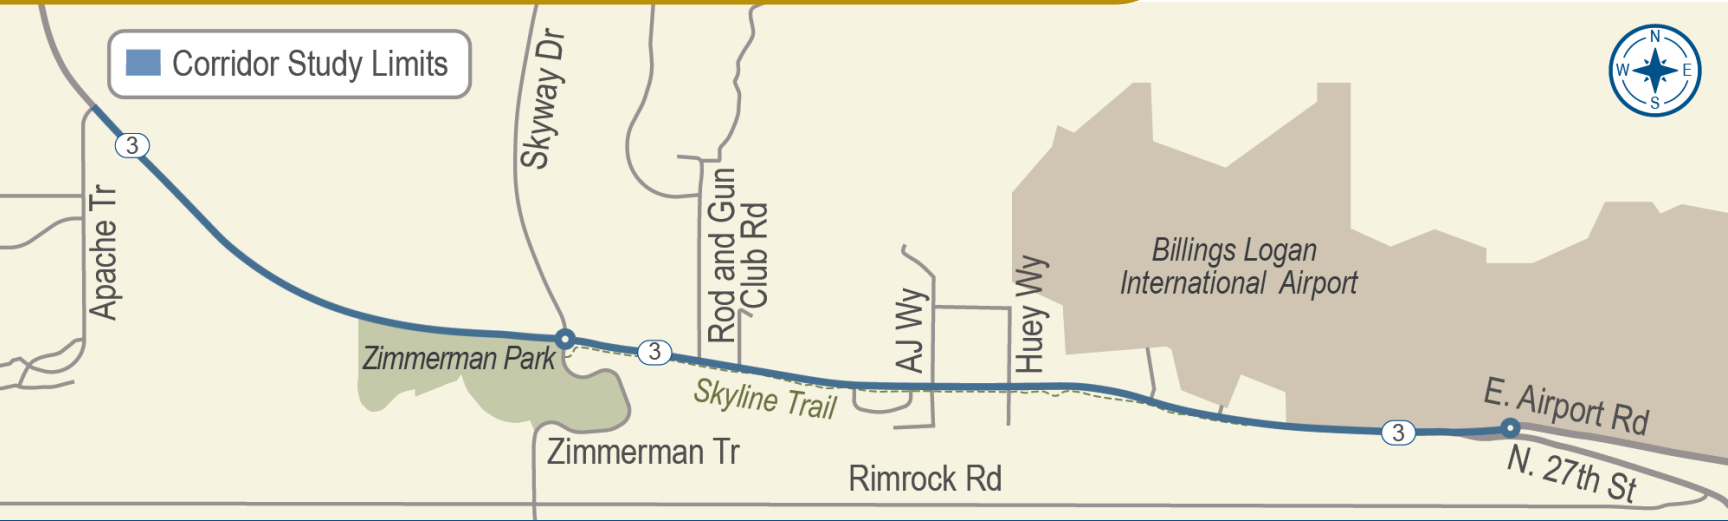 Corridor Study Limits
N
W E
S
3
Apache Tr
Skyway Dr
Rod and Gun
Club Rd
AJ Wy
Huey Wy
Billings Logan
International Airport
Zimmerman Park
3
Skyline Trail
Zimmerman Tr
Rimrock Rd
3
E. Airport Rd
N. 27th St